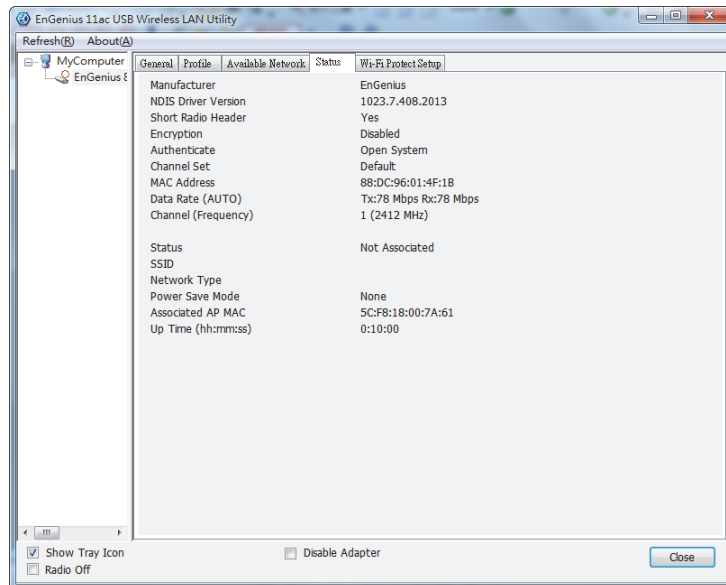 EnGenius 11ac USB Wireless LAN Utility
Refresh(R) About(A)
MyComputer
EnGenius 8
General Profile Available Network Status Wi-Fi Protect Setup
Manufacturer EnGenius
NDIS Driver Version 1023.7.408.2013
Short Radio Header Yes
Encryption Disabled
Authenticate Open System
Channel Set Default
MAC Address 88:DC:96:01:4F:1B
Data Rate (AUTO) Tx:78 Mbps Rx:78 Mbps
Channel (Frequency) 1 (2412 MHz)
Status Not Associated
SSID
Network Type
Power Save Mode None
Associated AP MAC 5C:F8:18:00:7A:61
Up Time (hh:mm:ss) 0:10:00
Show Tray Icon Disable Adapter Close
Radio Off